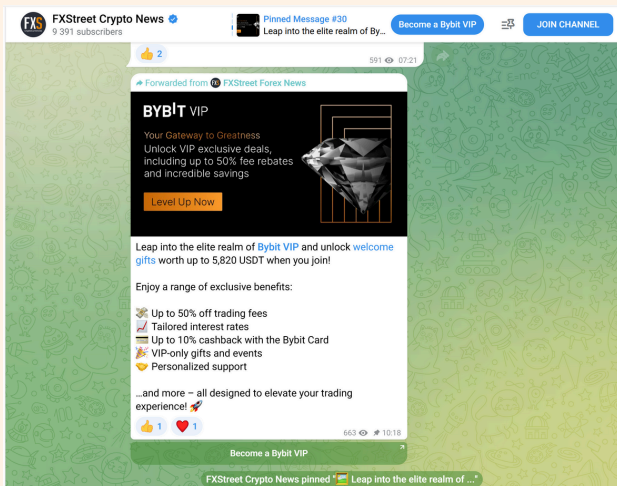 FXS
FXStreet Crypto News
9 391 subscribers
Pinned Message #30
Leap into the elite realm of By...
Become a Bybit VIP
JOIN CHANNEL
👍 2
591 07:21
Forwarded from FXStreet Forex News
BYBIT VIP
Your Gateway to Greatness
Unlock VIP exclusive deals,
including up to 50% fee rebates
and incredible savings
Level Up Now
Leap into the elite realm of Bybit VIP and unlock welcome
gifts worth up to 5,820 USDT when you join!
Enjoy a range of exclusive benefits:
💸 Up to 50% off trading fees
📈 Tailored interest rates
💳 Up to 10% cashback with the Bybit Card
🎉 VIP-only gifts and events
🤝 Personalized support
...and more – all designed to elevate your trading
experience! 🚀
👍 1 ❤️ 1
663 10:18
Become a Bybit VIP
FXStreet Crypto News pinned "🖼 Leap into the elite realm of ..."